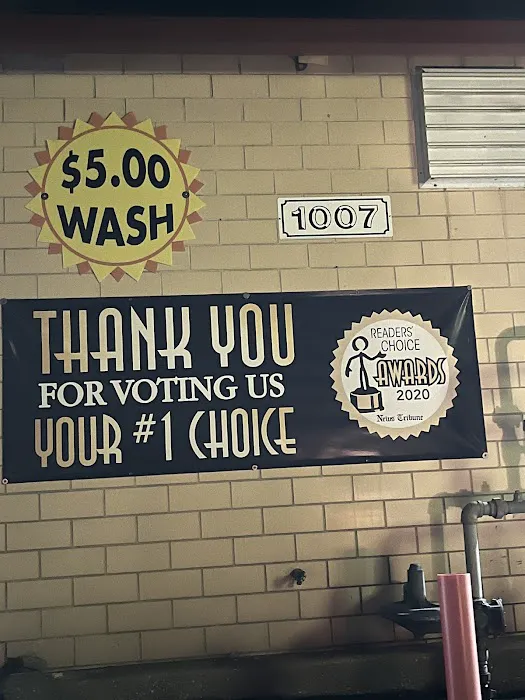 $5.00
WASH
1007
THANK YOU
FOR VOTING US
YOUR #1 CHOICE
READERS'
CHOICE
AWARDS
2020
News Tribune